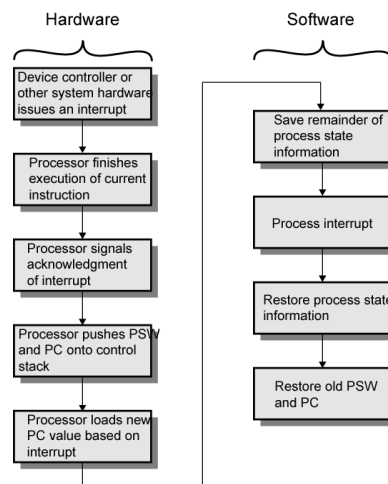 Hardware
Device controller or
other system hardware
issues an interrupt
Processor finishes
execution of current
instruction
Processor signals
acknowledgment
of interrupt
Processor pushes PSW
and PC onto control
stack
Processor loads new
PC value based on
interrupt
Software
Save remainder of
process state
information
Process interrupt
Restore process state
information
Restore old PSW
and PC